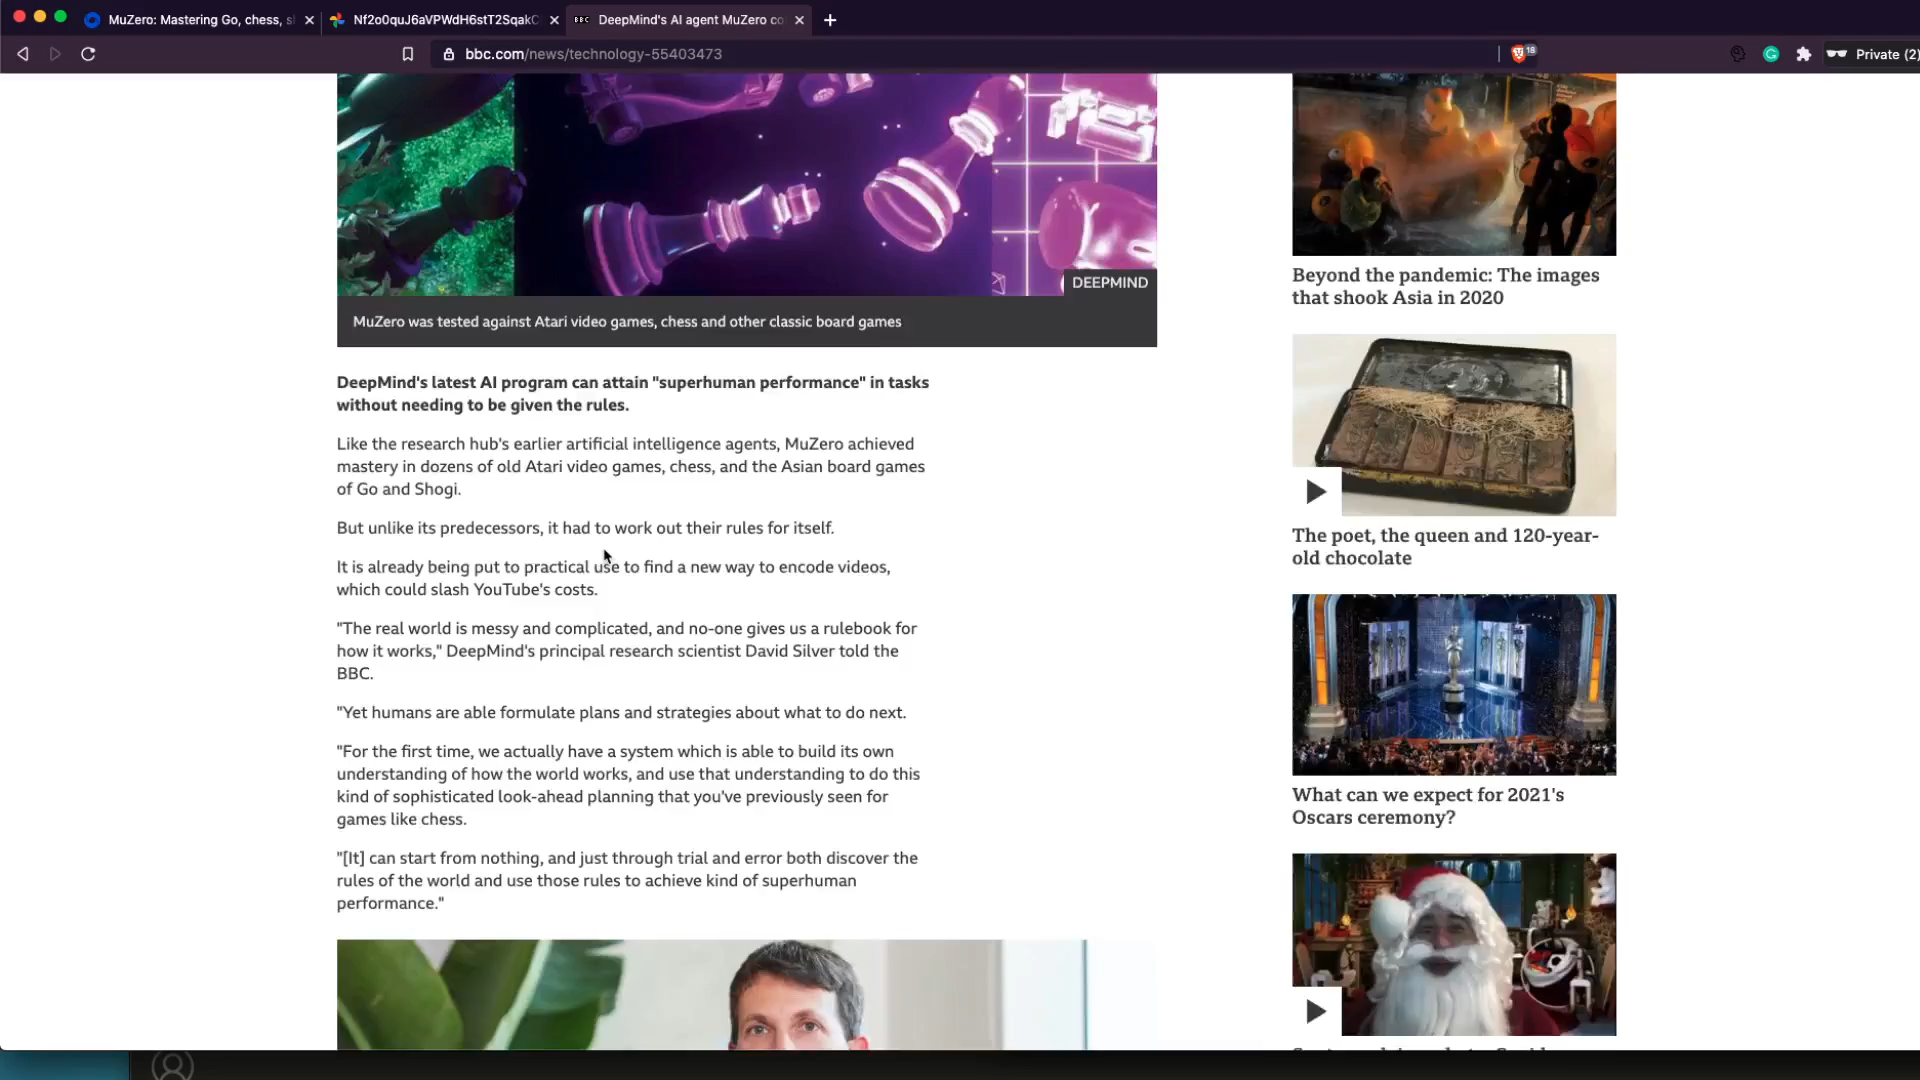 MuZero: Mastering Go, chess, s
Nf2o0quJ6aVPWdH6stT2SqakC
BBC
DeepMind's AI agent MuZero co
bbc.com/news/technology-55403473
18
Private (2)
DEEPMIND
MuZero was tested against Atari video games, chess and other classic board games
DeepMind's latest AI program can attain "superhuman performance" in tasks
without needing to be given the rules.
Like the research hub's earlier artificial intelligence agents, MuZero achieved
mastery in dozens of old Atari video games, chess, and the Asian board games
of Go and Shogi.
But unlike its predecessors, it had to work out their rules for itself.
It is already being put to practical use to find a new way to encode videos,
which could slash YouTube's costs.
"The real world is messy and complicated, and no-one gives us a rulebook for
how it works," DeepMind's principal research scientist David Silver told the
BBC.
"Yet humans are able formulate plans and strategies about what to do next.
"For the first time, we actually have a system which is able to build its own
understanding of how the world works, and use that understanding to do this
kind of sophisticated look-ahead planning that you've previously seen for
games like chess.
"[It] can start from nothing, and just through trial and error both discover the
rules of the world and use those rules to achieve kind of superhuman
performance."
Beyond the pandemic: The images
that shook Asia in 2020
The poet, the queen and 120-year-
old chocolate
What can we expect for 2021's
Oscars ceremony?